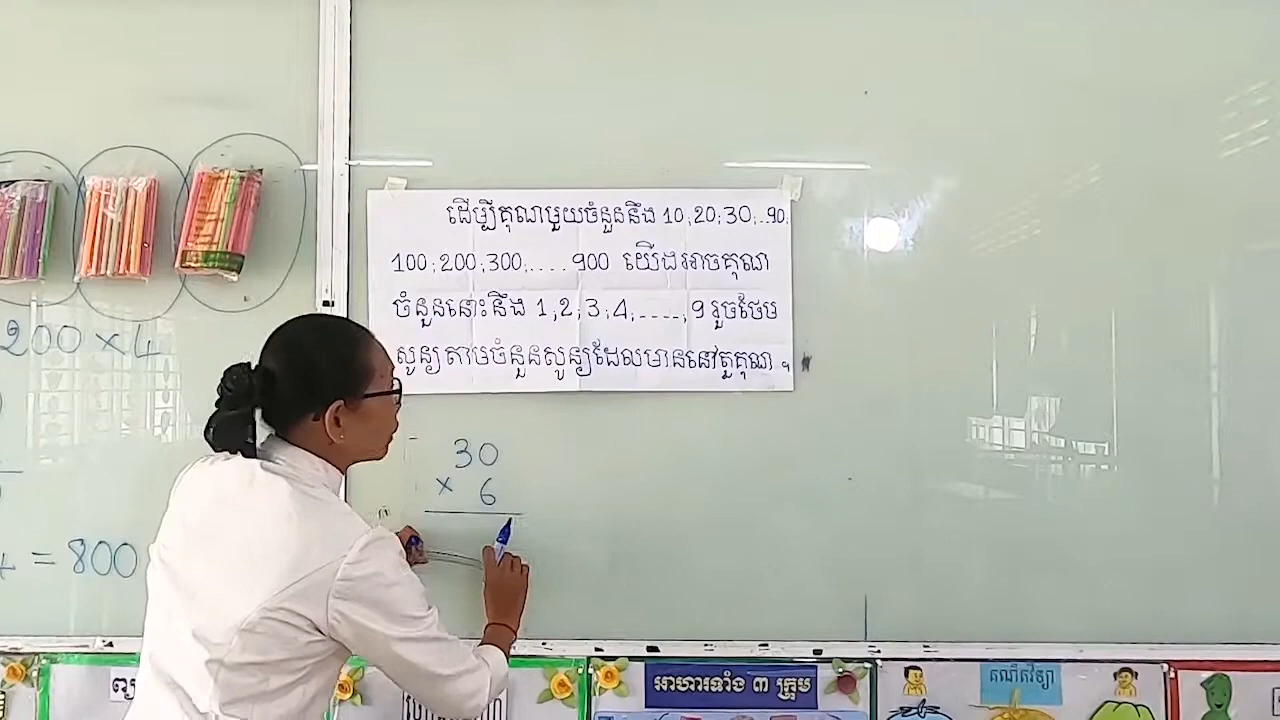 ដើម្បីគុណមួយចំនួននឹង 10;20;30;...90;
100;200;300;....900 យើងអាចគុណ
ចំនួននោះនឹង 1;2;3;4;....;9 រួចថែម
សូន្យតាមចំនួនសូន្យដែលមាននៅតួគុណ ។
200 × 4
= 800
30
× 6
អាហារទាំង ៣ ក្រុម
គណិតវិទ្យា